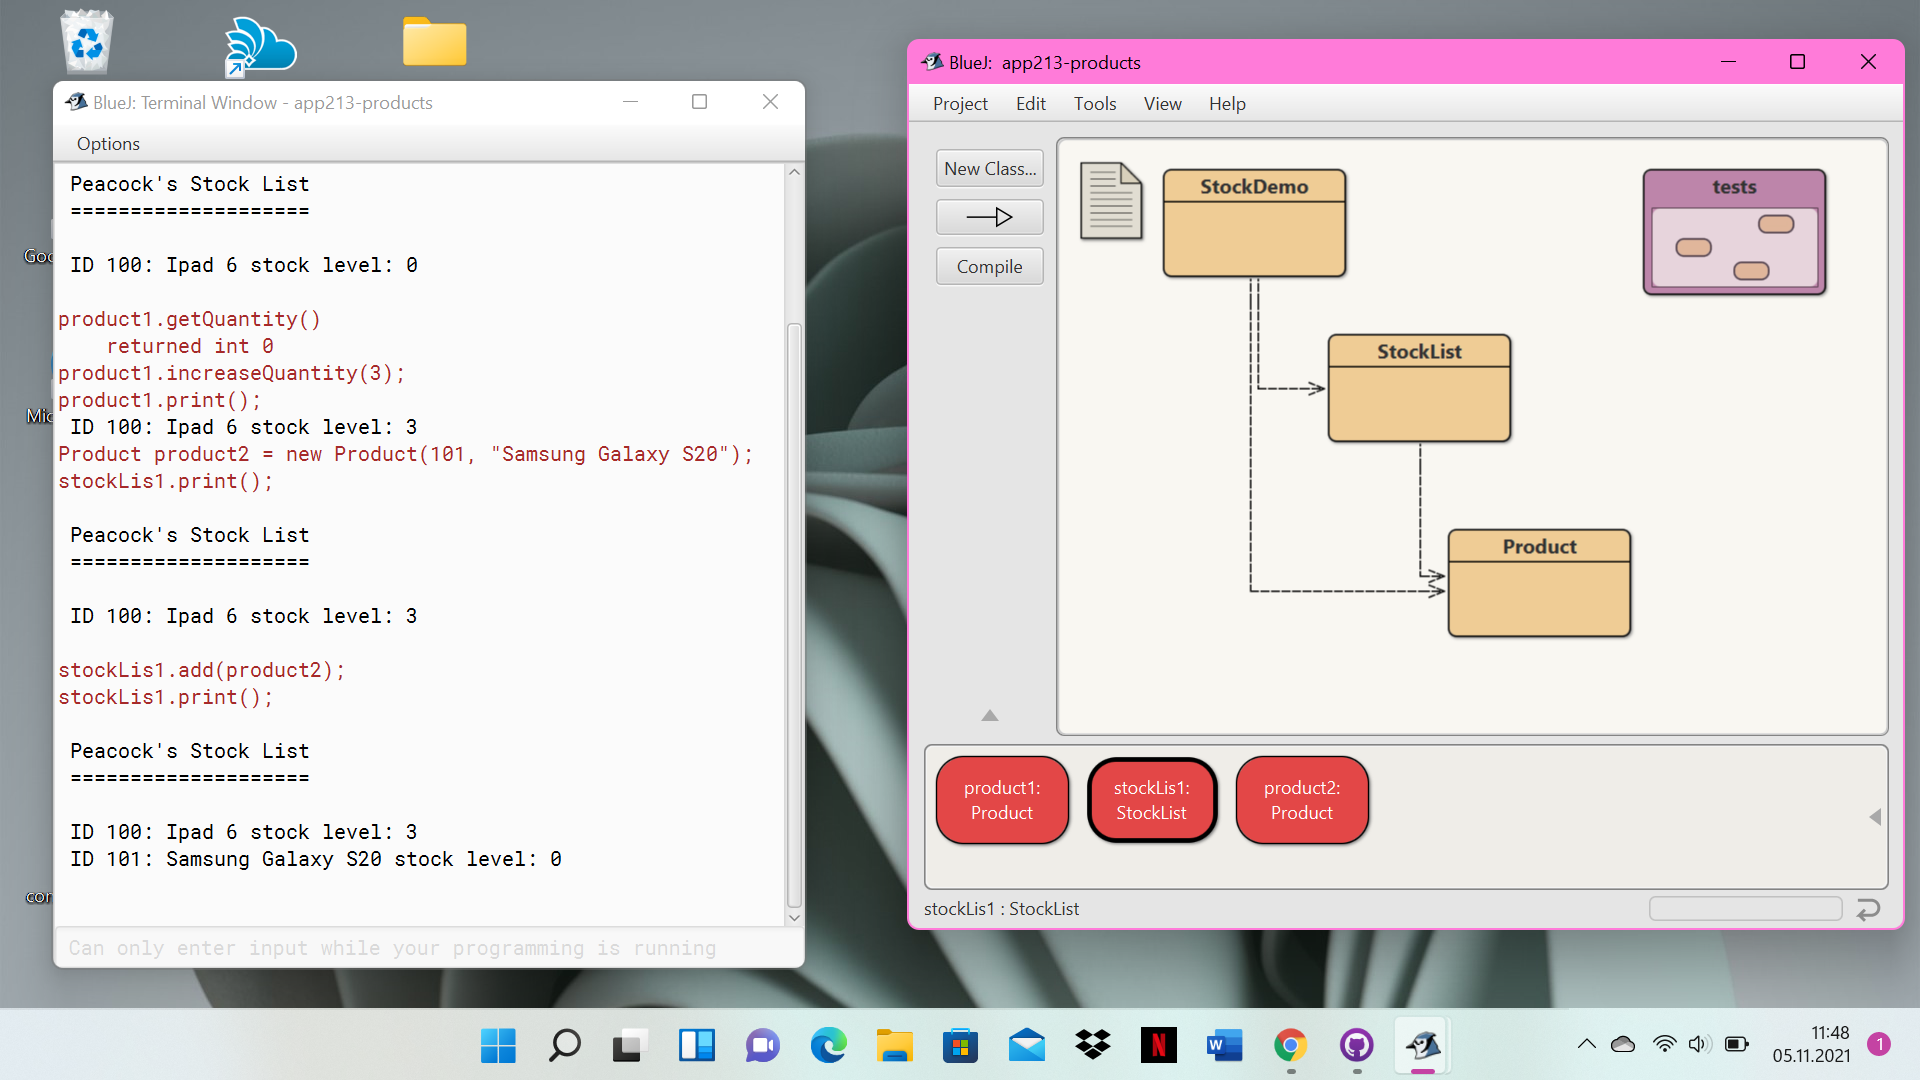 BlueJ: Terminal Window - app213-products
Options
Peacock's Stock List
====================
ID 100: Ipad 6 stock level: 0
product1.getQuantity()
returned int 0
product1.increaseQuantity(3);
product1.print();
ID 100: Ipad 6 stock level: 3
Product product2 = new Product(101, "Samsung Galaxy S20");
stockLis1.print();
Peacock's Stock List
====================
ID 100: Ipad 6 stock level: 3
stockLis1.add(product2);
stockLis1.print();
Peacock's Stock List
====================
ID 100: Ipad 6 stock level: 3
ID 101: Samsung Galaxy S20 stock level: 0
Can only enter input while your programming is running
BlueJ: app213-products
Project Edit Tools View Help
New Class...
Compile
StockDemo
tests
StockList
Product
product1:
Product
stockLis1:
StockList
product2:
Product
stockLis1 : StockList
Goo
Mic
cor
W
N
11:48
05.11.2021
1